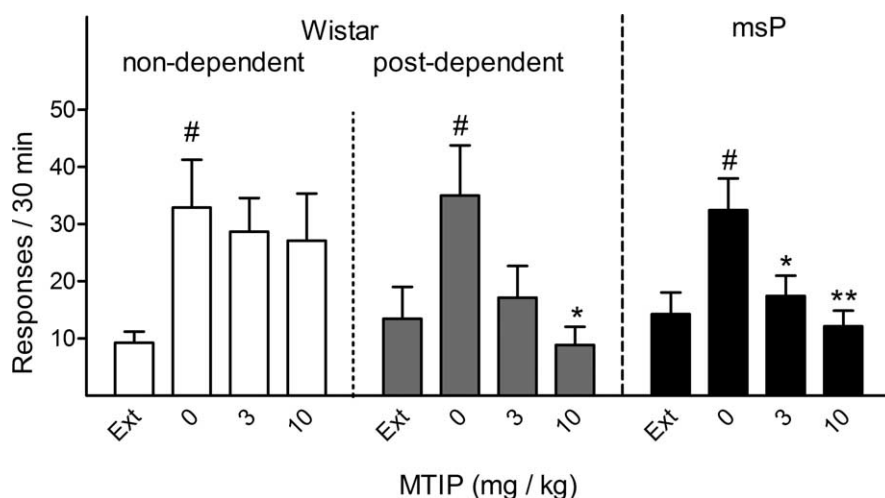 Wistar
msP
non-dependent
post-dependent
50
#
#
40
#
30
*
**
20
*
10
Responses / 30 min
Ext
0
3
10
Ext
0
3
10
Ext
0
3
10
MTIP (mg / kg)